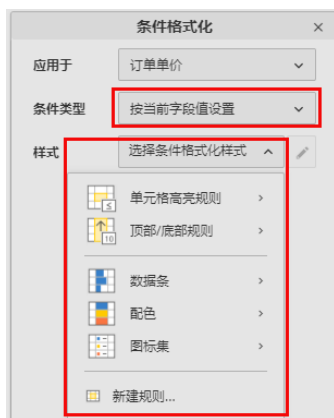 条件格式化 ×
应用于 订单单价
条件类型 按当前字段值设置
样式 选择条件格式化样式
≤ 单元格高亮规则
10 顶部/底部规则
数据条
配色
图标集
新建规则...